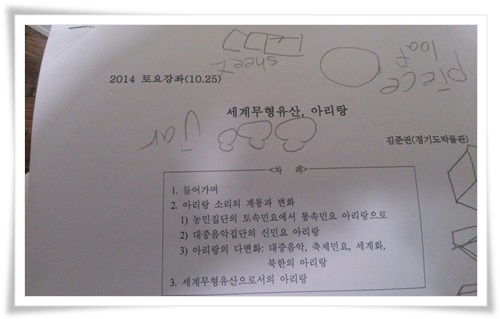 sheet
piece
loaf
2014 토요강좌(10.25)
세계무형유산, 아리랑
jar
김준권(경기도박물관)
<차 례>
1. 들어가며
2. 아리랑 소리의 계통과 변화
1) 농민집단의 토속민요에서 통속민요 아리랑으로
2) 대중음악집단의 신민요 아리랑
3) 아리랑의 다변화: 대중음악, 축제민요, 세계화,
북한의 아리랑
3. 세계무형유산으로서의 아리랑